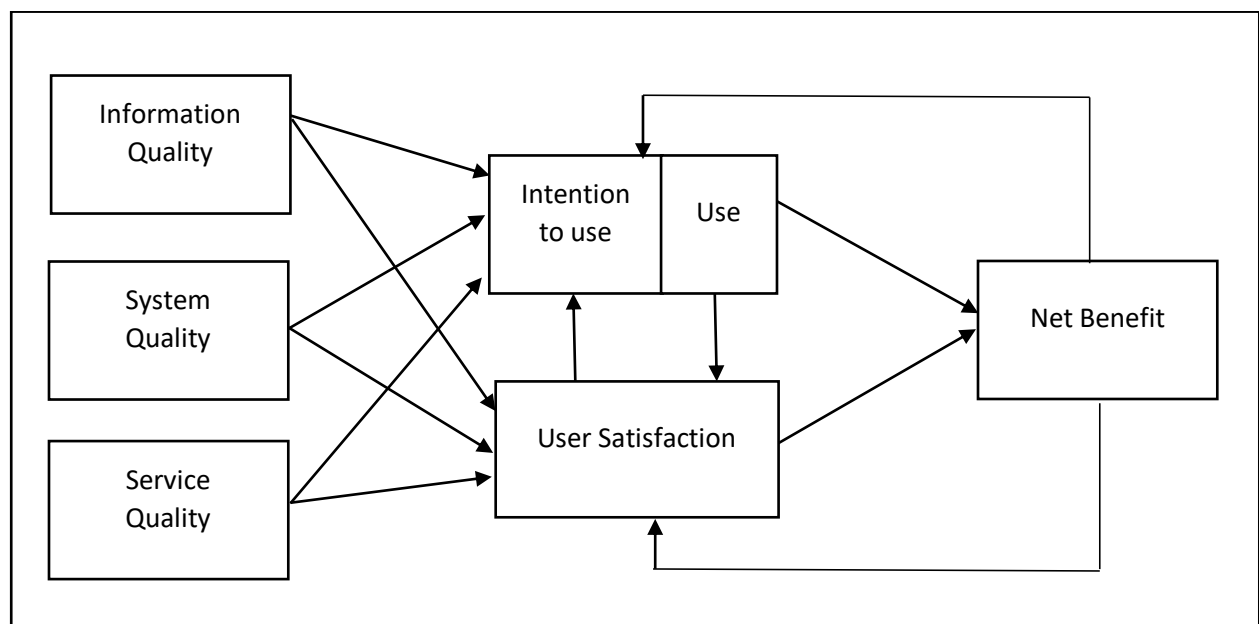 Information
Quality
System
Quality
Service
Quality
Intention
to use
Use
User Satisfaction
Net Benefit